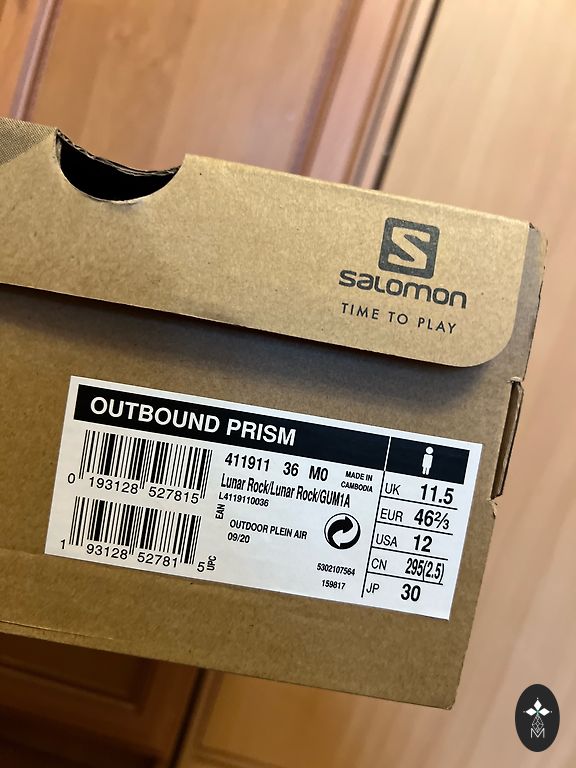 SALOMON
TIME TO PLAY
OUTBOUND PRISM
0 193128 527815
411911 36 M0
MADE IN
CAMBODIA
Lunar Rock/Lunar Rock/GUM1A
L4119110036
EAN
OUTDOOR PLEIN AIR
09/20
1 93128 52781 5
UPC
5302107564
159817
UK 11.5
EUR 46⅔
USA 12
CN 295(2.5)
JP 30
M